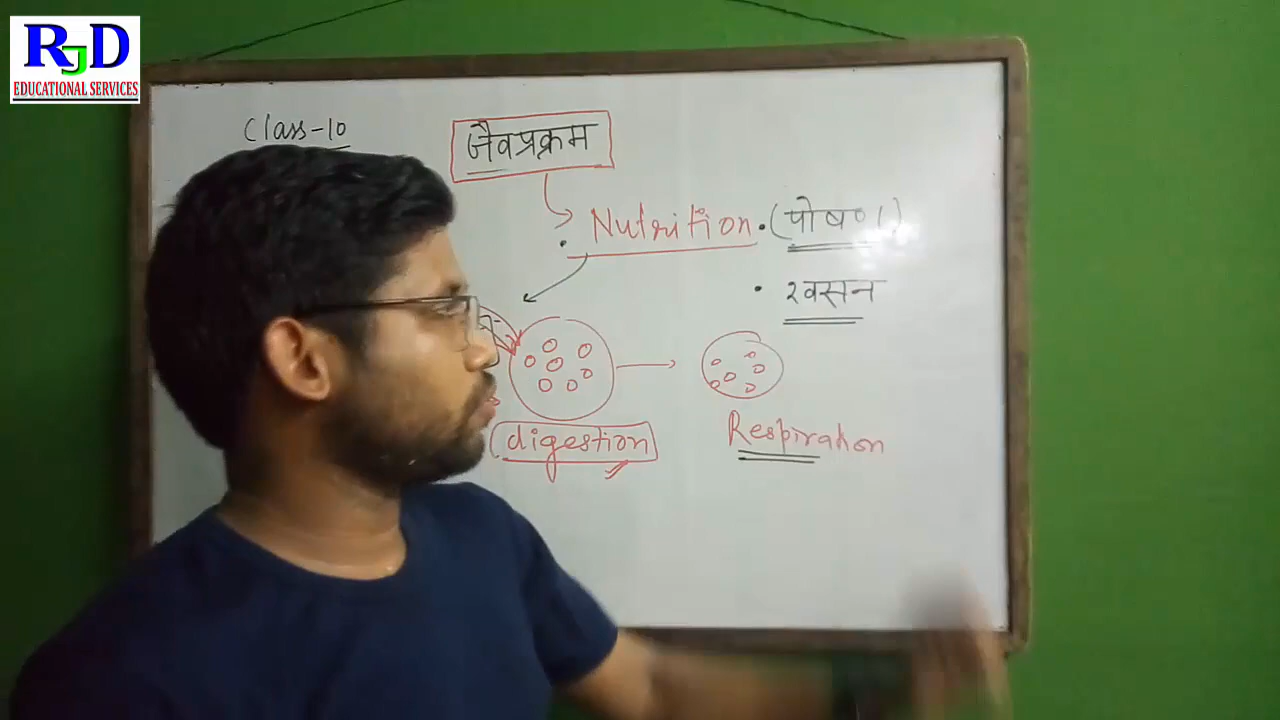 RJD
EDUCATIONAL SERVICES
Class-10
जैवप्रक्रम
Nutrition. (पोषण)
• श्वसन
digestion
Respiration